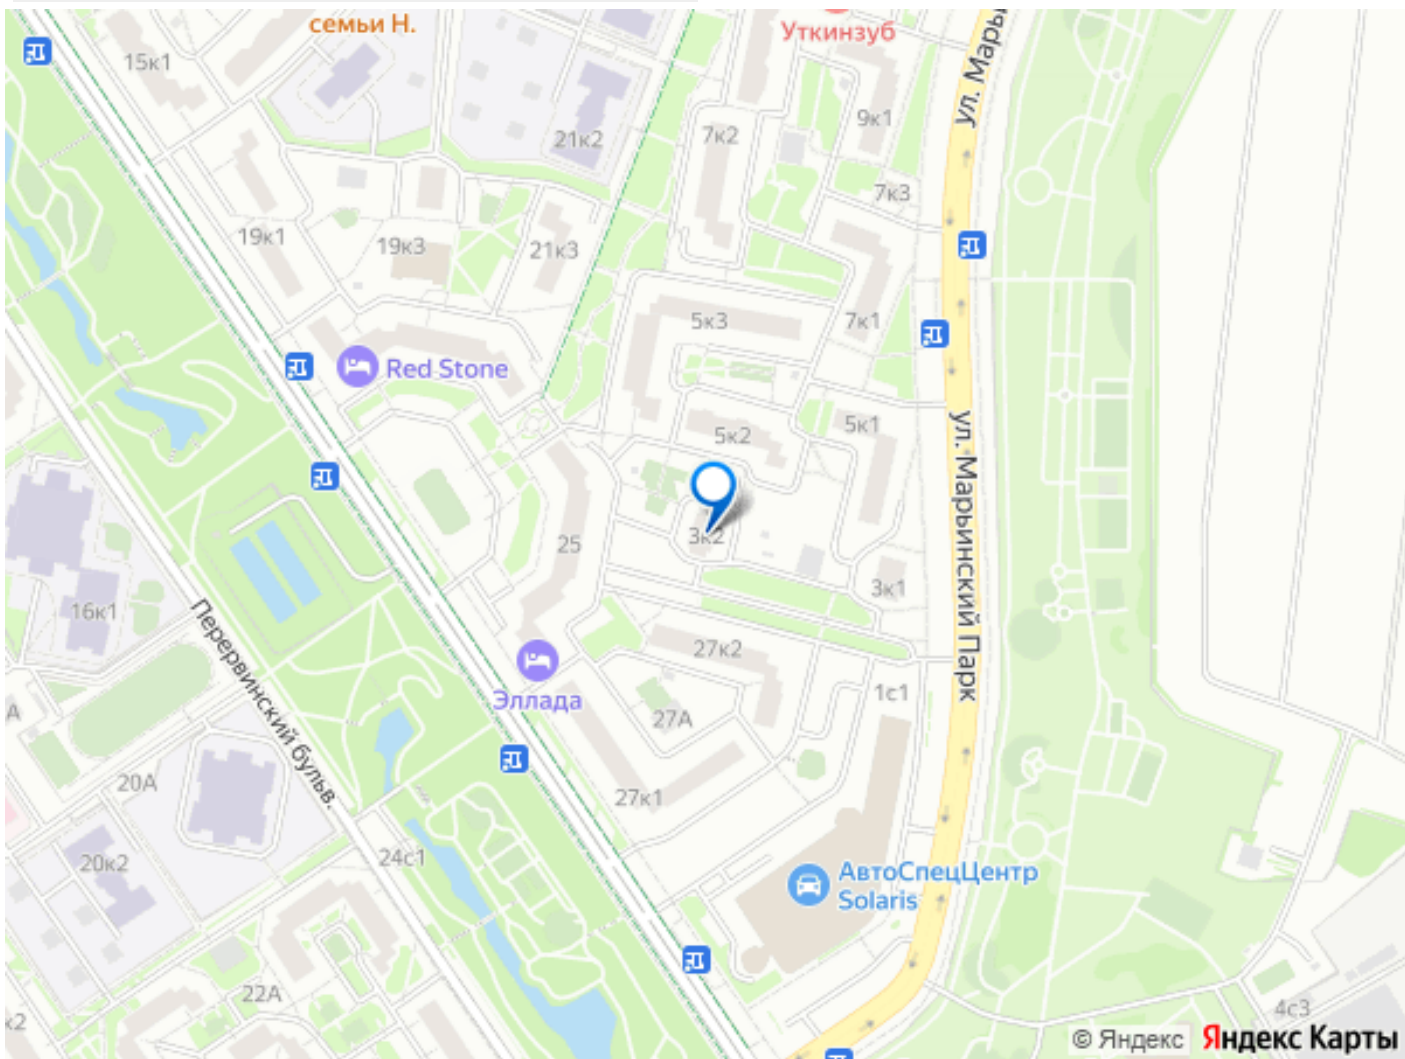 семьи Н.
Уткинзуб
ул. Марьи
15к1
21к2
7к2
9к1
7к3
19к1
19к3
21к3
5к3
7к1
Red Stone
5к2
5к1
ул. Марьинский Парк
25
3к2
3к1
16к1
Перервинский бульв.
27к2
Эллада
1с1
27А
А
20А
27к1
24с1
20к2
АвтоСпецЦентр
Solaris
22А
к2
4с3
© Яндекс
Яндекс Карты